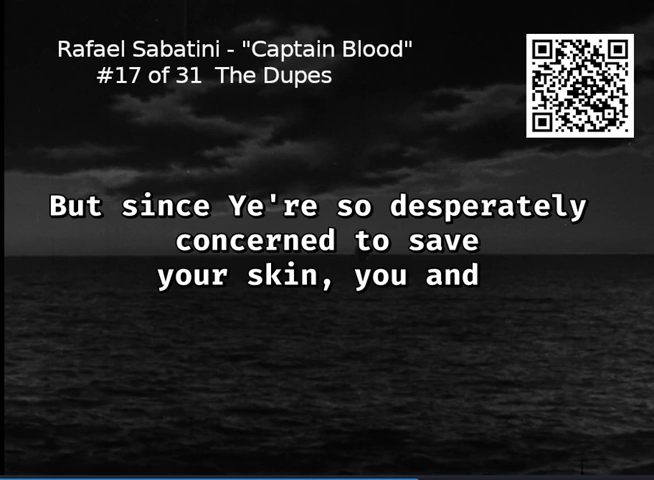 Rafael Sabatini - "Captain Blood"
#17 of 31 The Dupes
But since Ye're so desperately
concerned to save
your skin, you and